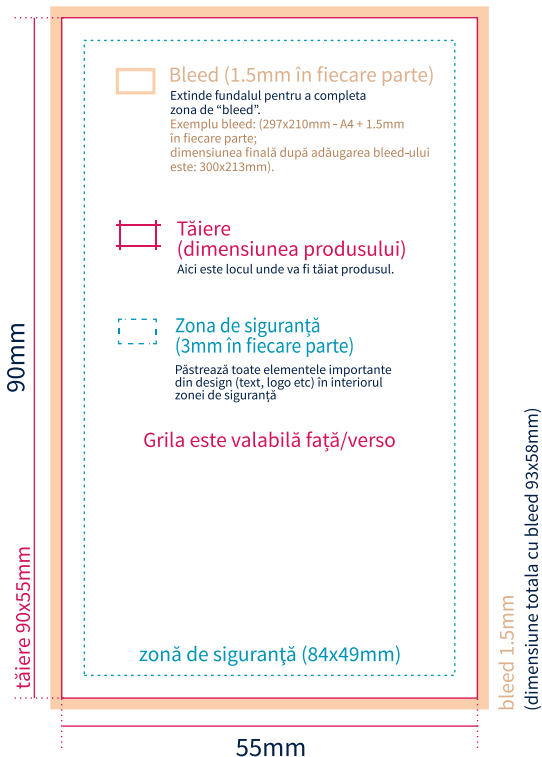 Bleed (1.5mm în fiecare parte)
Extinde fundalul pentru a completa
zona de “bleed”.
Exemplu bleed: (297x210mm - A4 + 1.5mm
în fiecare parte;
dimensiunea finală după adăugarea bleed-ului
este: 300x213mm).
Tăiere
(dimensiunea produsului)
Aici este locul unde va fi tăiat produsul.
Zona de siguranță
(3mm în fiecare parte)
Păstrează toate elementele importante
din design (text, logo etc) în interiorul
zonei de siguranță
Grila este valabilă față/verso
zonă de siguranţă (84x49mm)
90mm
tăiere 90x55mm
55mm
bleed 1.5mm
(dimensiune totala cu bleed 93x58mm)